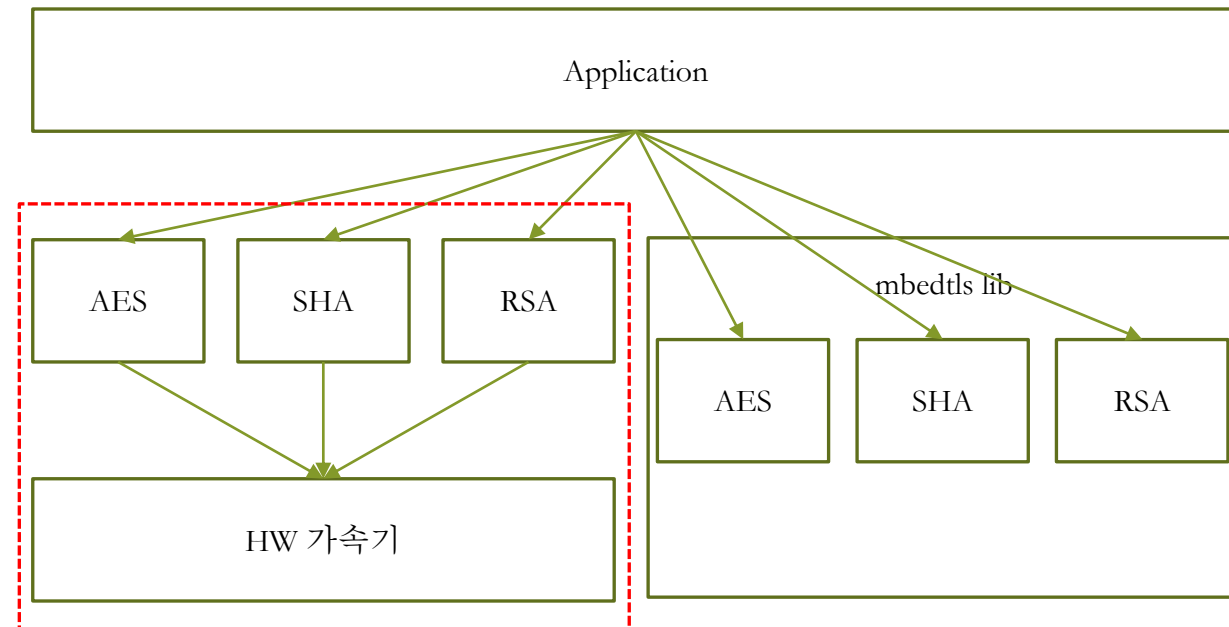 Application
AES
SHA
RSA
mbedtls lib
AES
SHA
RSA
HW 가속기